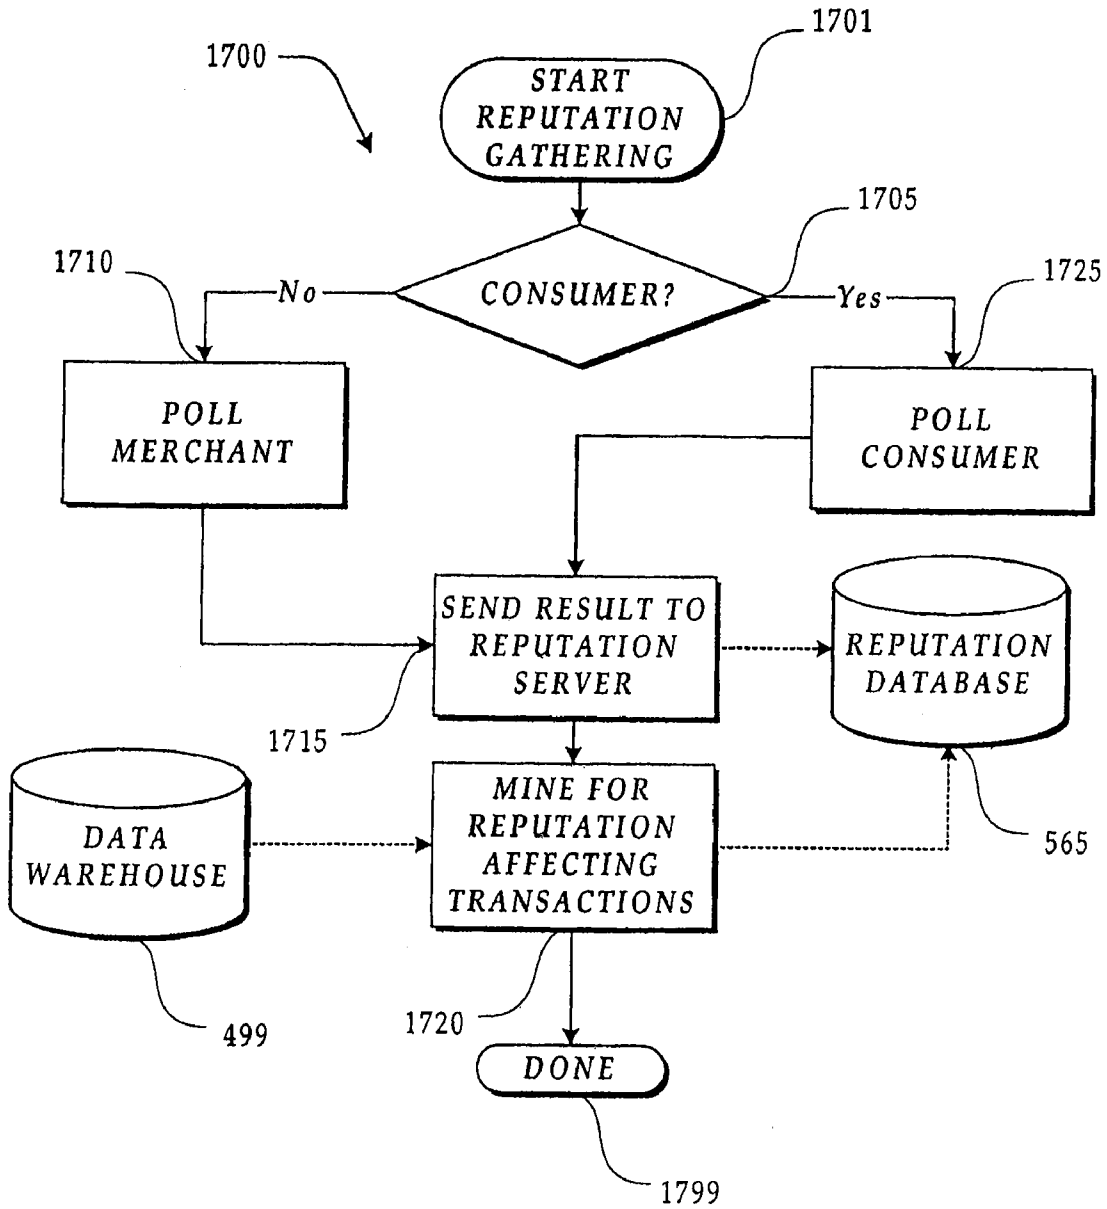 1701
1700
START
REPUTATION
GATHERING
1705
1710
1725
No
CONSUMER?
Yes
POLL
MERCHANT
POLL
CONSUMER
SEND RESULT TO
REPUTATION
SERVER
REPUTATION
DATABASE
1715
MINE FOR
REPUTATION
AFFECTING
TRANSACTIONS
DATA
WAREHOUSE
565
499
1720
DONE
1799